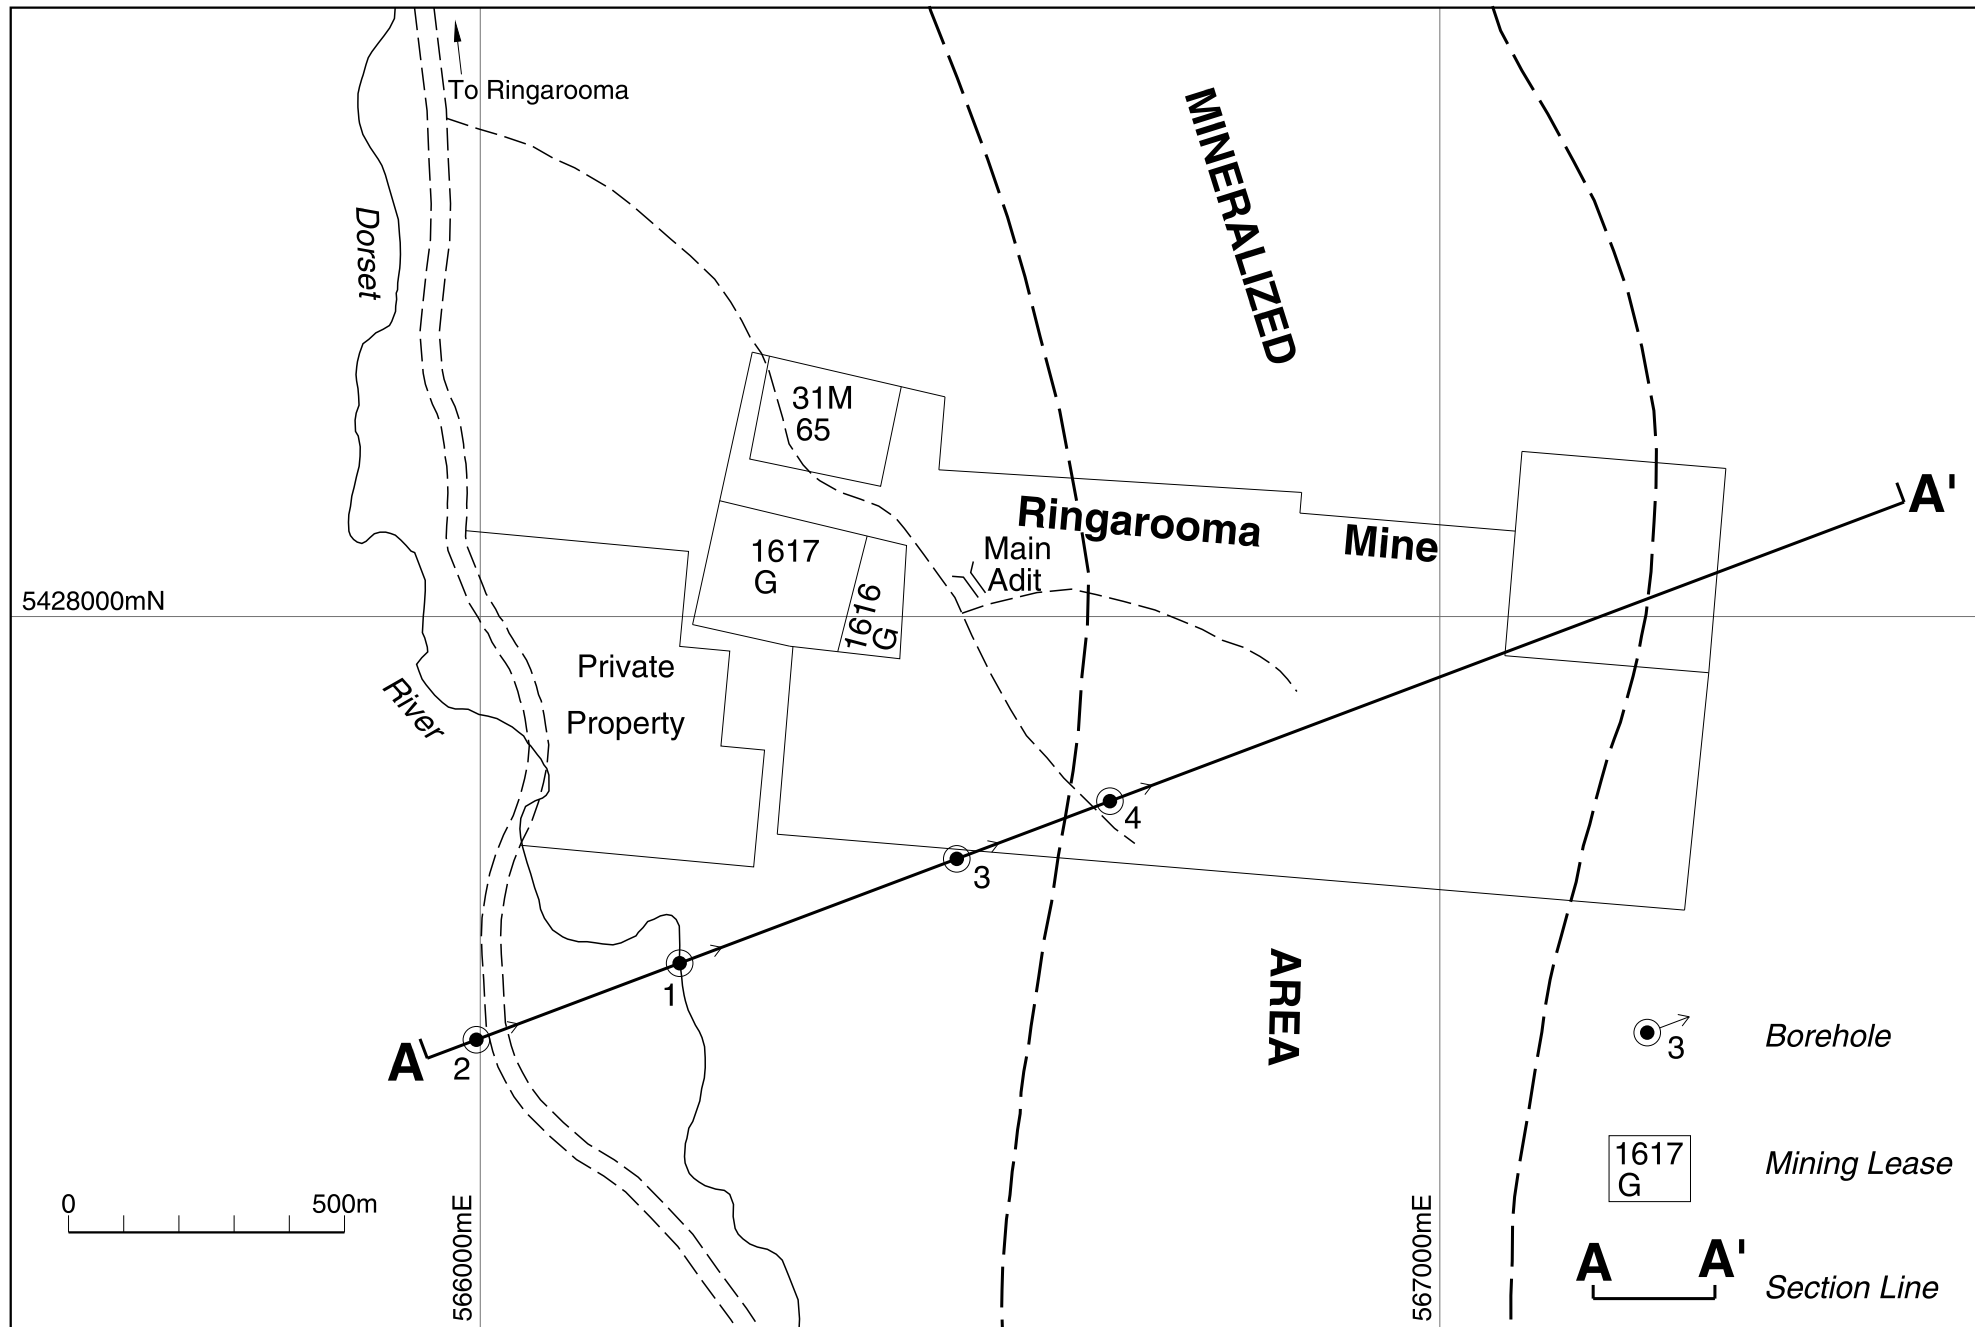 To Ringarooma
MINERALIZED
Dorset
31M
65
A'
Ringarooma Mine
Main
Adit
1617
G
1616
G
5428000mN
Private
Property
River
4
3
1
A
2
AREA
3
Borehole
1617
G
Mining Lease
0 500m
566000mE
567000mE
A A'
Section Line